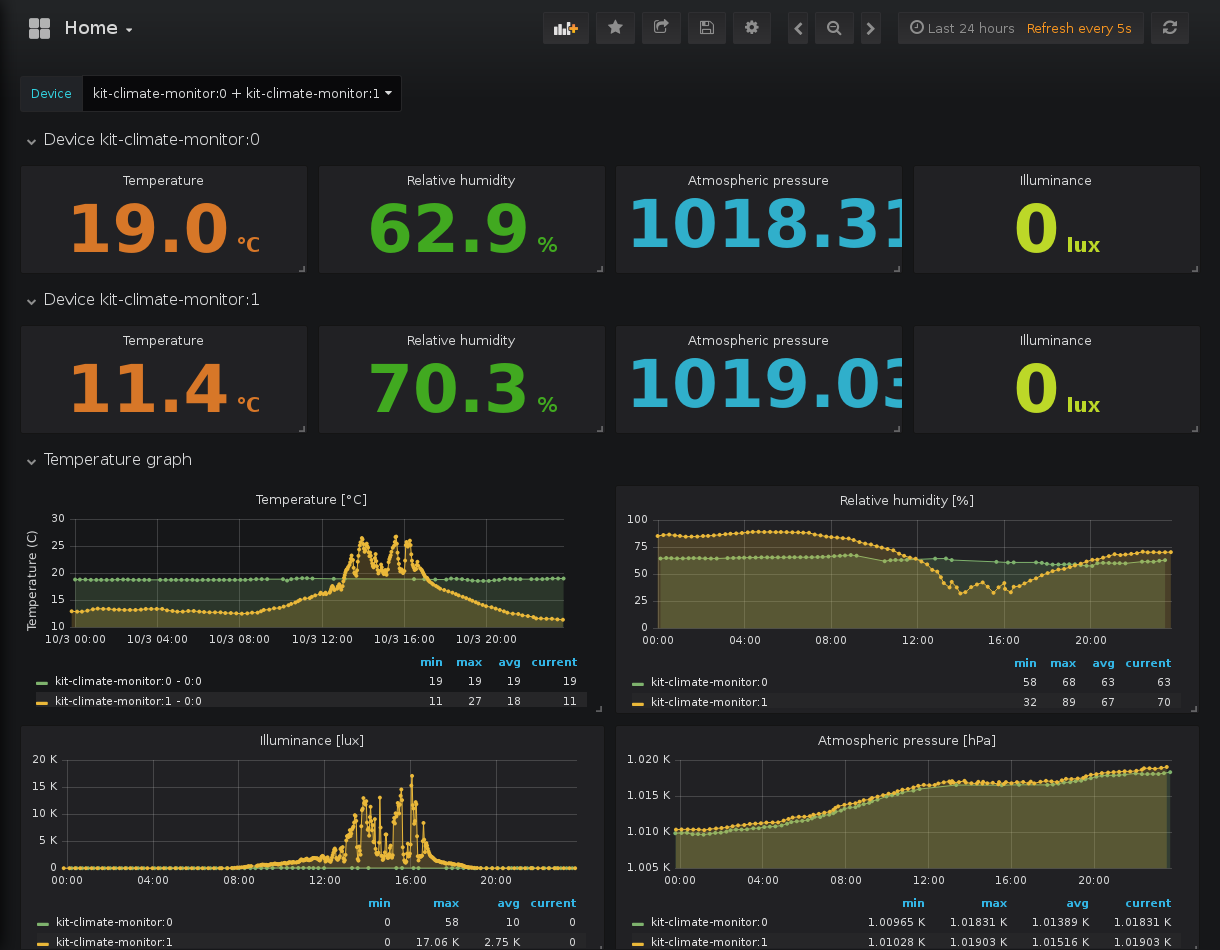 Home
Last 24 hours Refresh every 5s
Device kit-climate-monitor:0 + kit-climate-monitor:1
Device kit-climate-monitor:0
Temperature Relative humidity Atmospheric pressure Illuminance
19.0 °C 62.9 % 1018.31 0 lux
Device kit-climate-monitor:1
Temperature Relative humidity Atmospheric pressure Illuminance
11.4 °C 70.3 % 1019.03 0 lux
Temperature graph
Temperature [°C]
Temperature (C)
30
25
20
15
10
10/3 00:00 10/3 04:00 10/3 08:00 10/3 12:00 10/3 16:00 10/3 20:00
min max avg current
kit-climate-monitor:0 - 0:0 19 19 19 19
kit-climate-monitor:1 - 0:0 11 27 18 11
Relative humidity [%]
100
75
50
25
0
00:00 04:00 08:00 12:00 16:00 20:00
min max avg current
kit-climate-monitor:0 58 68 63 63
kit-climate-monitor:1 32 89 67 70
Illuminance [lux]
20 K
15 K
10 K
5 K
0
00:00 04:00 08:00 12:00 16:00 20:00
min max avg current
kit-climate-monitor:0 0 58 10 0
kit-climate-monitor:1 0 17.06 K 2.75 K 0
Atmospheric pressure [hPa]
1.020 K
1.015 K
1.010 K
1.005 K
00:00 04:00 08:00 12:00 16:00 20:00
min max avg current
kit-climate-monitor:0 1.00965 K 1.01831 K 1.01389 K 1.01831 K
kit-climate-monitor:1 1.01028 K 1.01903 K 1.01516 K 1.01903 K